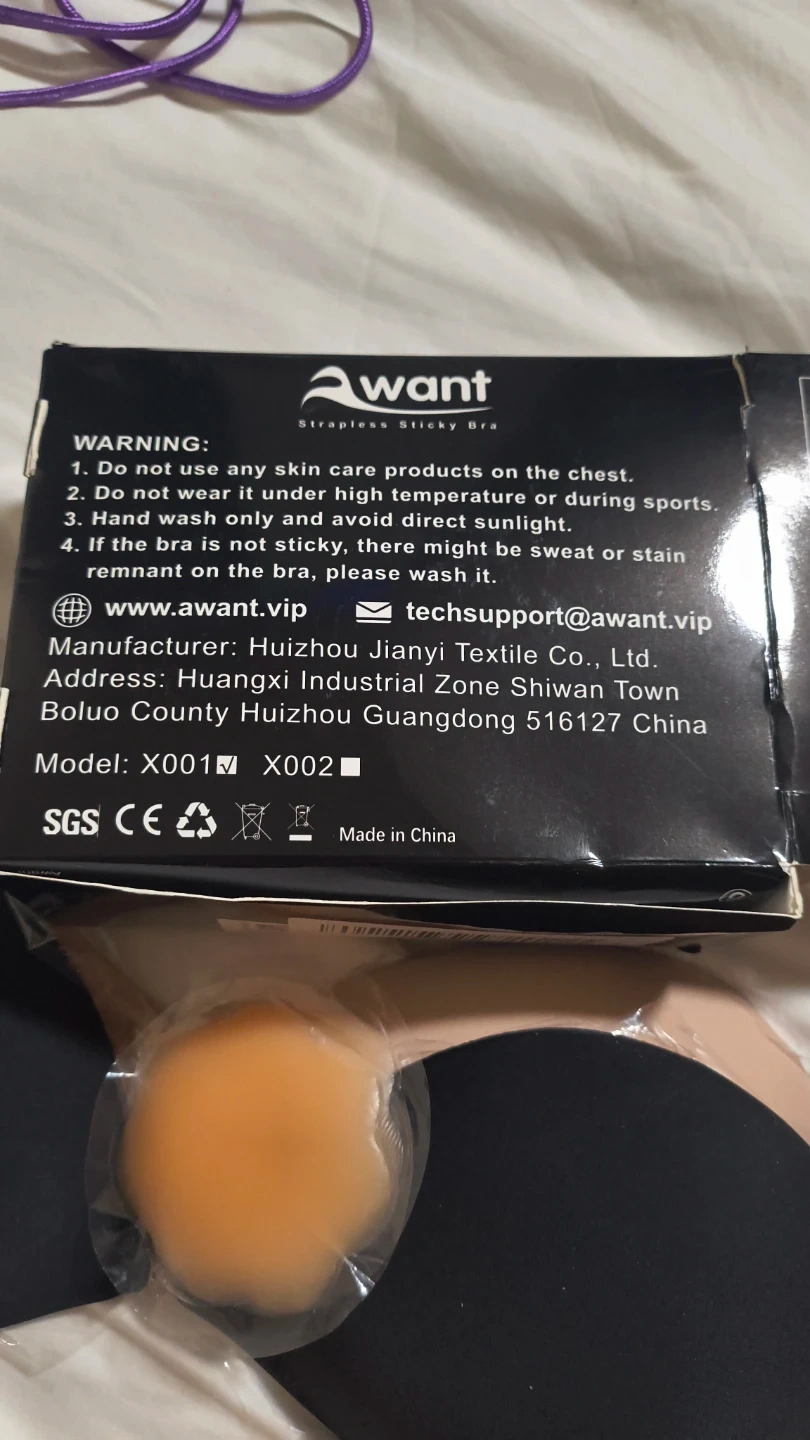 Awant
Strapless Sticky Bra
WARNING:
1. Do not use any skin care products on the chest.
2. Do not wear it under high temperature or during sports.
3. Hand wash only and avoid direct sunlight.
4. If the bra is not sticky, there might be sweat or stain
remnant on the bra, please wash it.
www.awant.vip techsupport@awant.vip
Manufacturer: Huizhou Jianyi Textile Co., Ltd.
Address: Huangxi Industrial Zone Shiwan Town
Boluo County Huizhou Guangdong 516127 China
Model: X001 X002
SGS CE Made in China